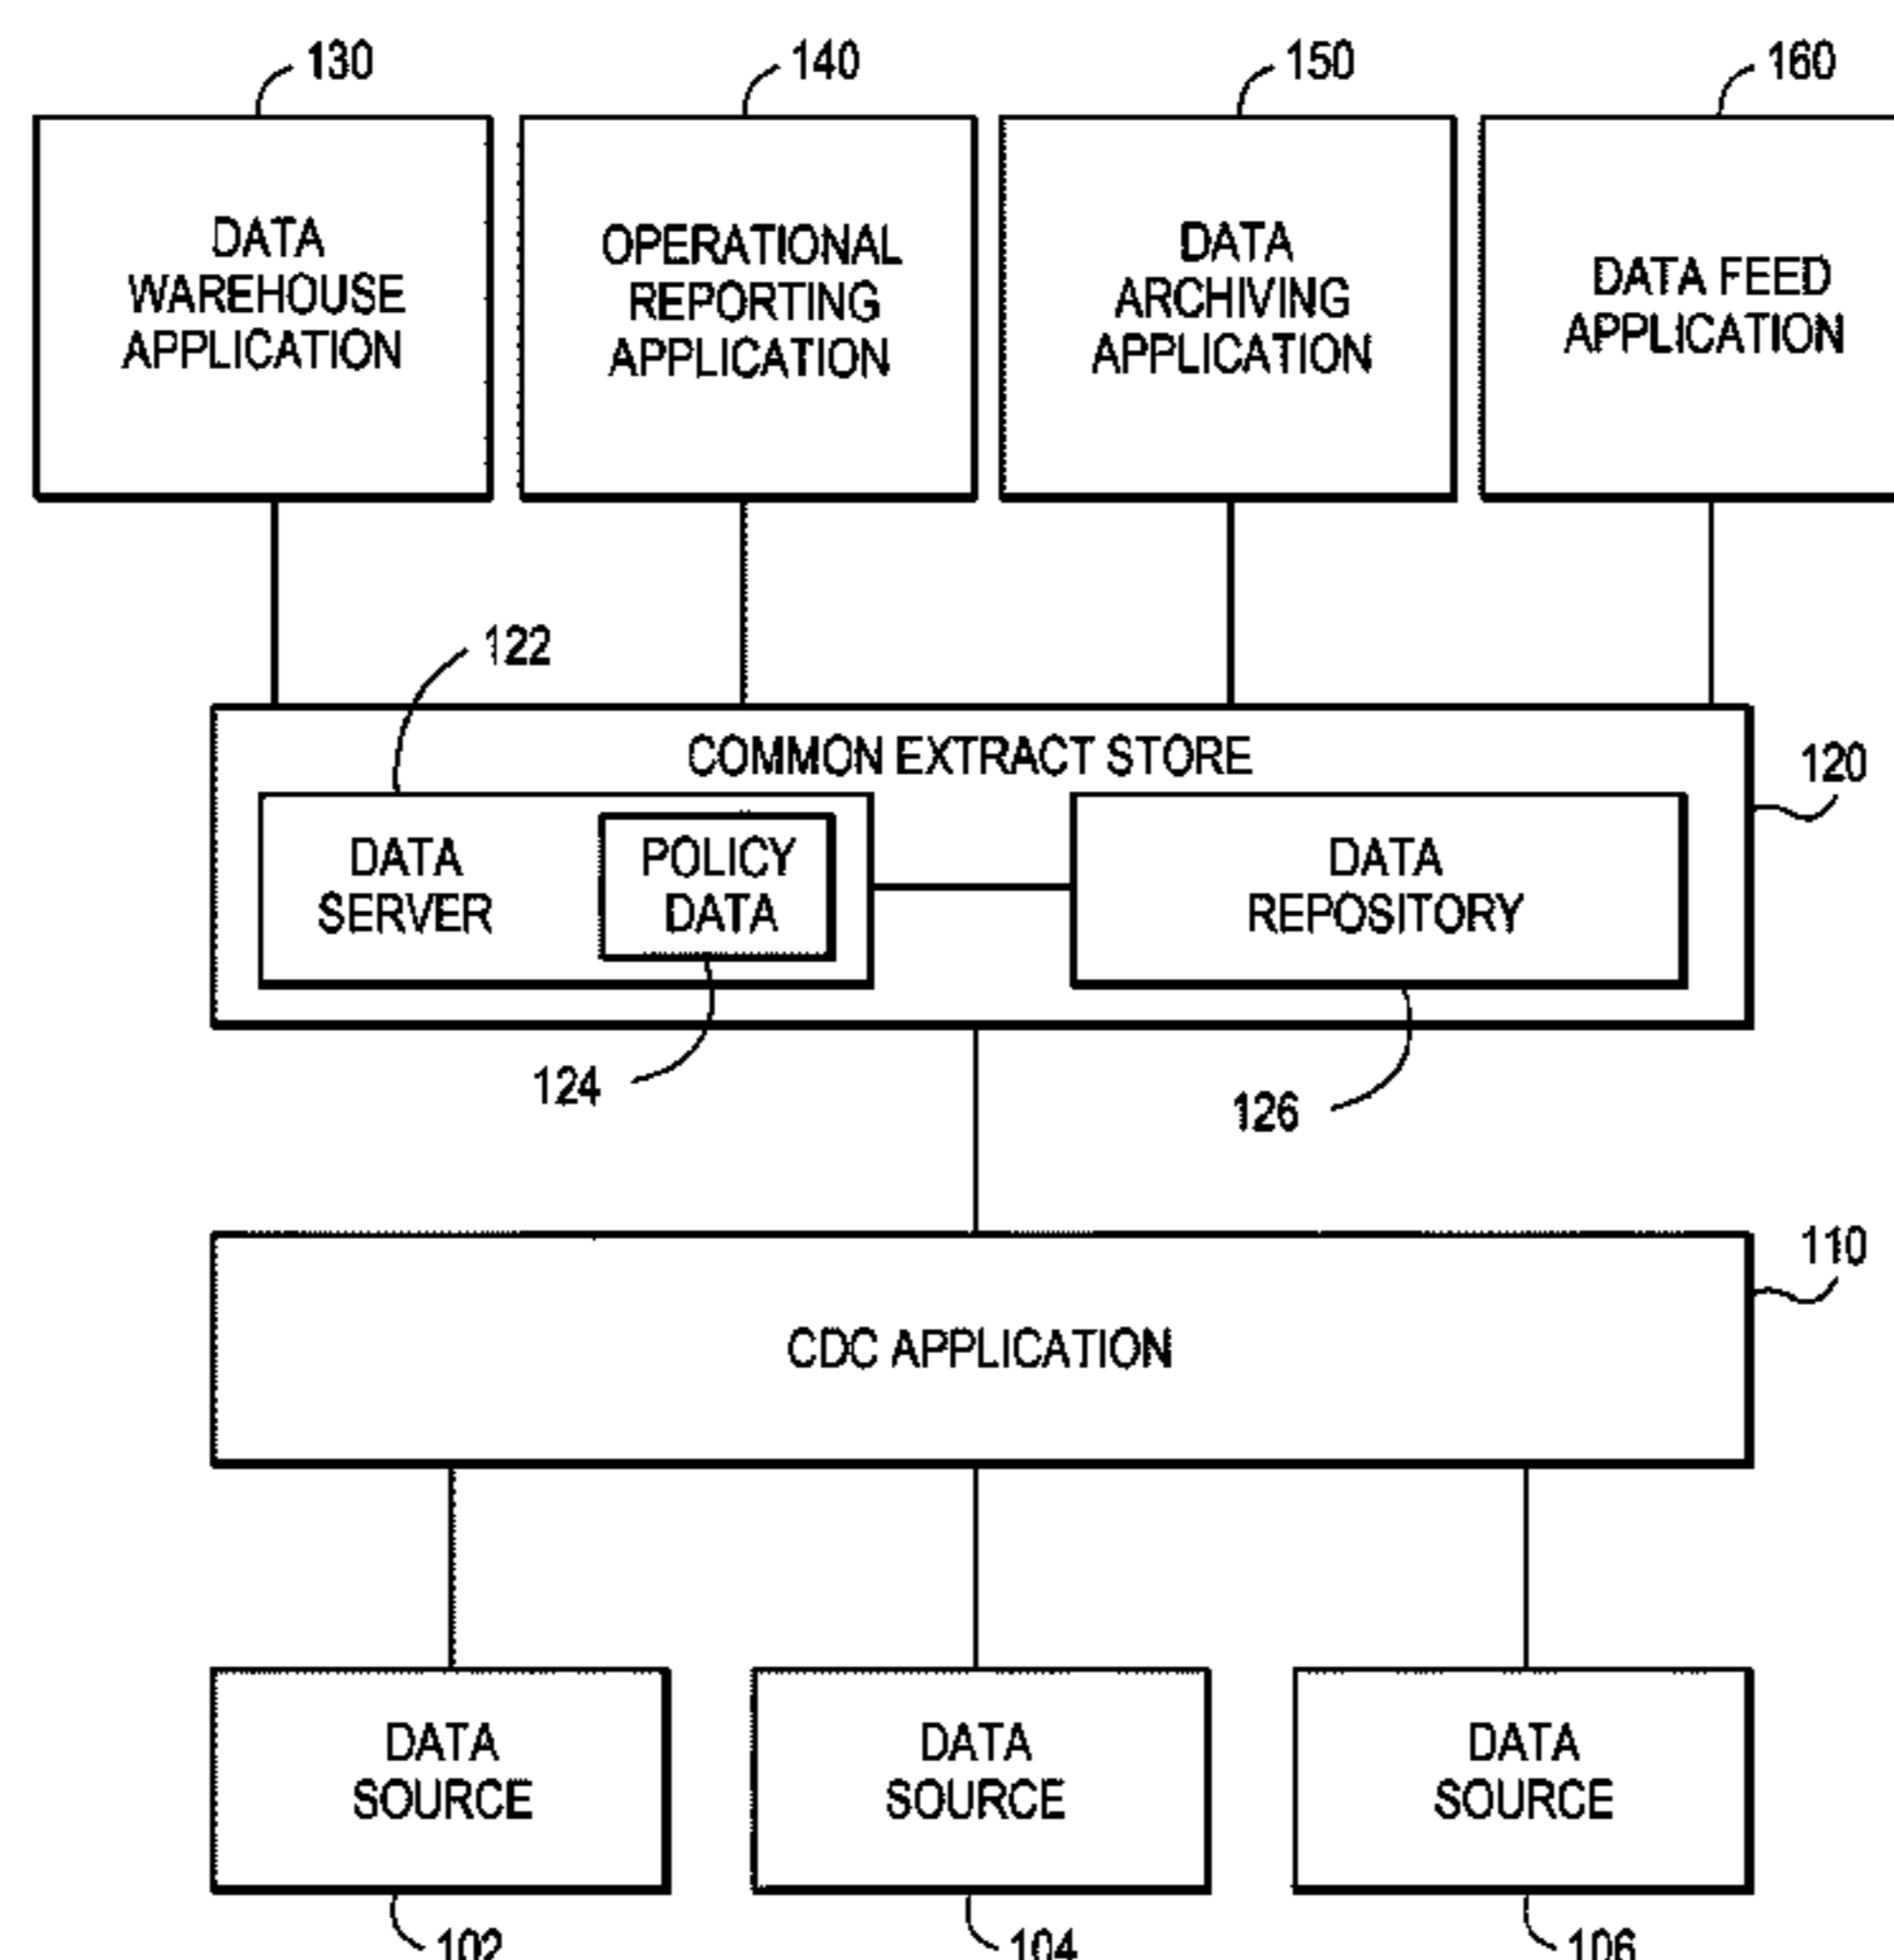 130
140
150
160
DATA
WAREHOUSE
APPLICATION
OPERATIONAL
REPORTING
APPLICATION
DATA
ARCHIVING
APPLICATION
DATA FEED
APPLICATION
122
COMMON EXTRACT STORE
120
DATA
SERVER
POLICY
DATA
DATA
REPOSITORY
124
126
110
CDC APPLICATION
DATA
SOURCE
DATA
SOURCE
DATA
SOURCE
102
104
106